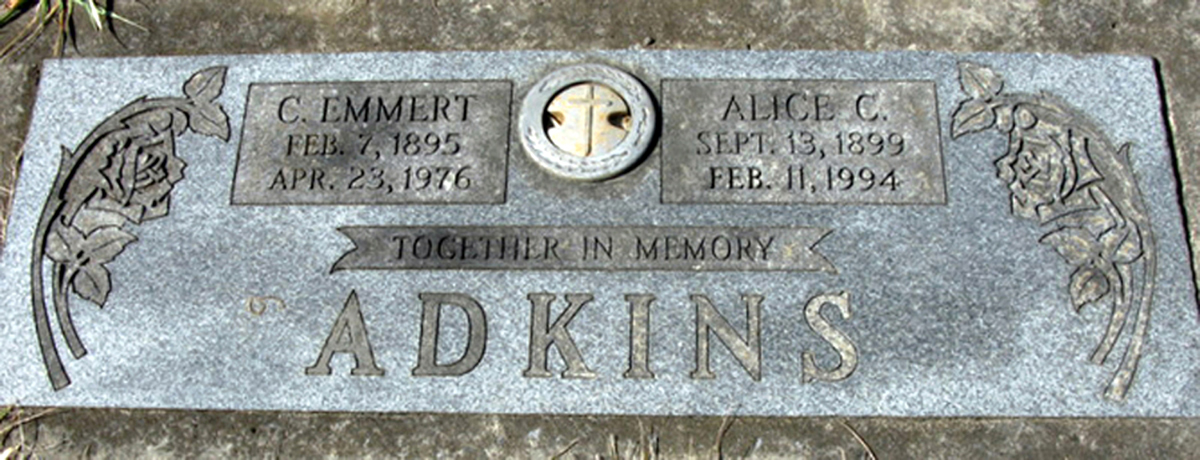 C. EMMERT
FEB. 7, 1895
APR. 23, 1976
ALICE C.
SEPT. 13, 1899
FEB. 11, 1994
TOGETHER IN MEMORY
ADKINS